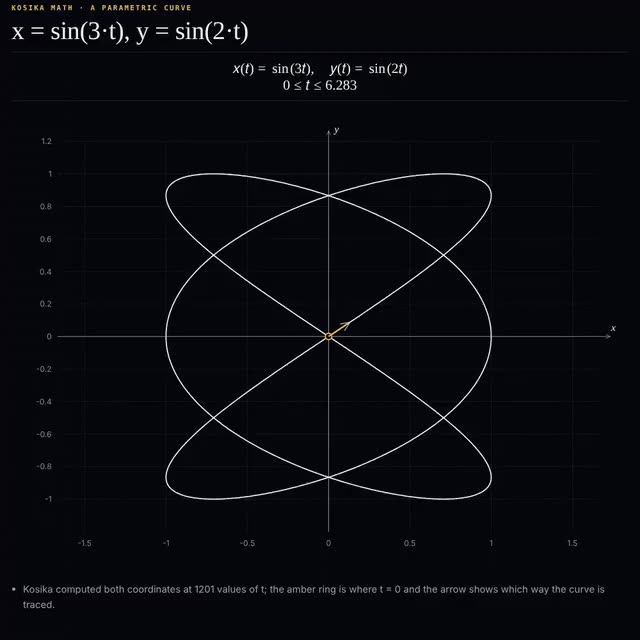 KOSIKA MATH · A PARAMETRIC CURVE
x = sin(3·t), y = sin(2·t)
x(t) = sin(3t), y(t) = sin(2t)
0 ≤ t ≤ 6.283
y
1.2
1
0.8
0.6
0.4
0.2
0
x
-0.2
-0.4
-0.6
-0.8
-1
-1.5 -1 -0.5 0 0.5 1 1.5
• Kosika computed both coordinates at 1201 values of t; the amber ring is where t = 0 and the arrow shows which way the curve is
traced.